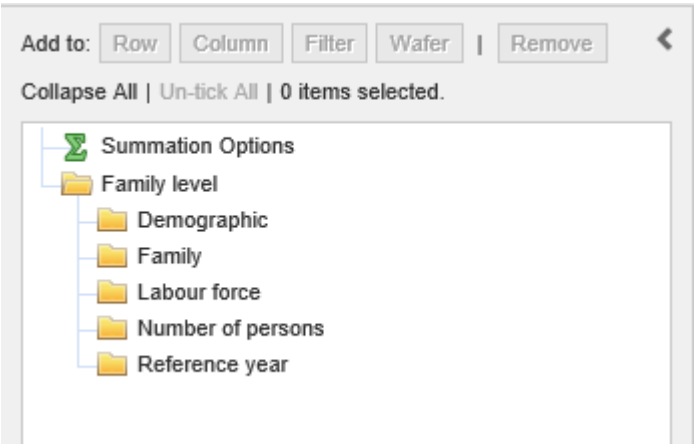 Add to: Row Column Filter Wafer | Remove
Collapse All | Un-tick All | 0 items selected.
Summation Options
Family level
Demographic
Family
Labour force
Number of persons
Reference year